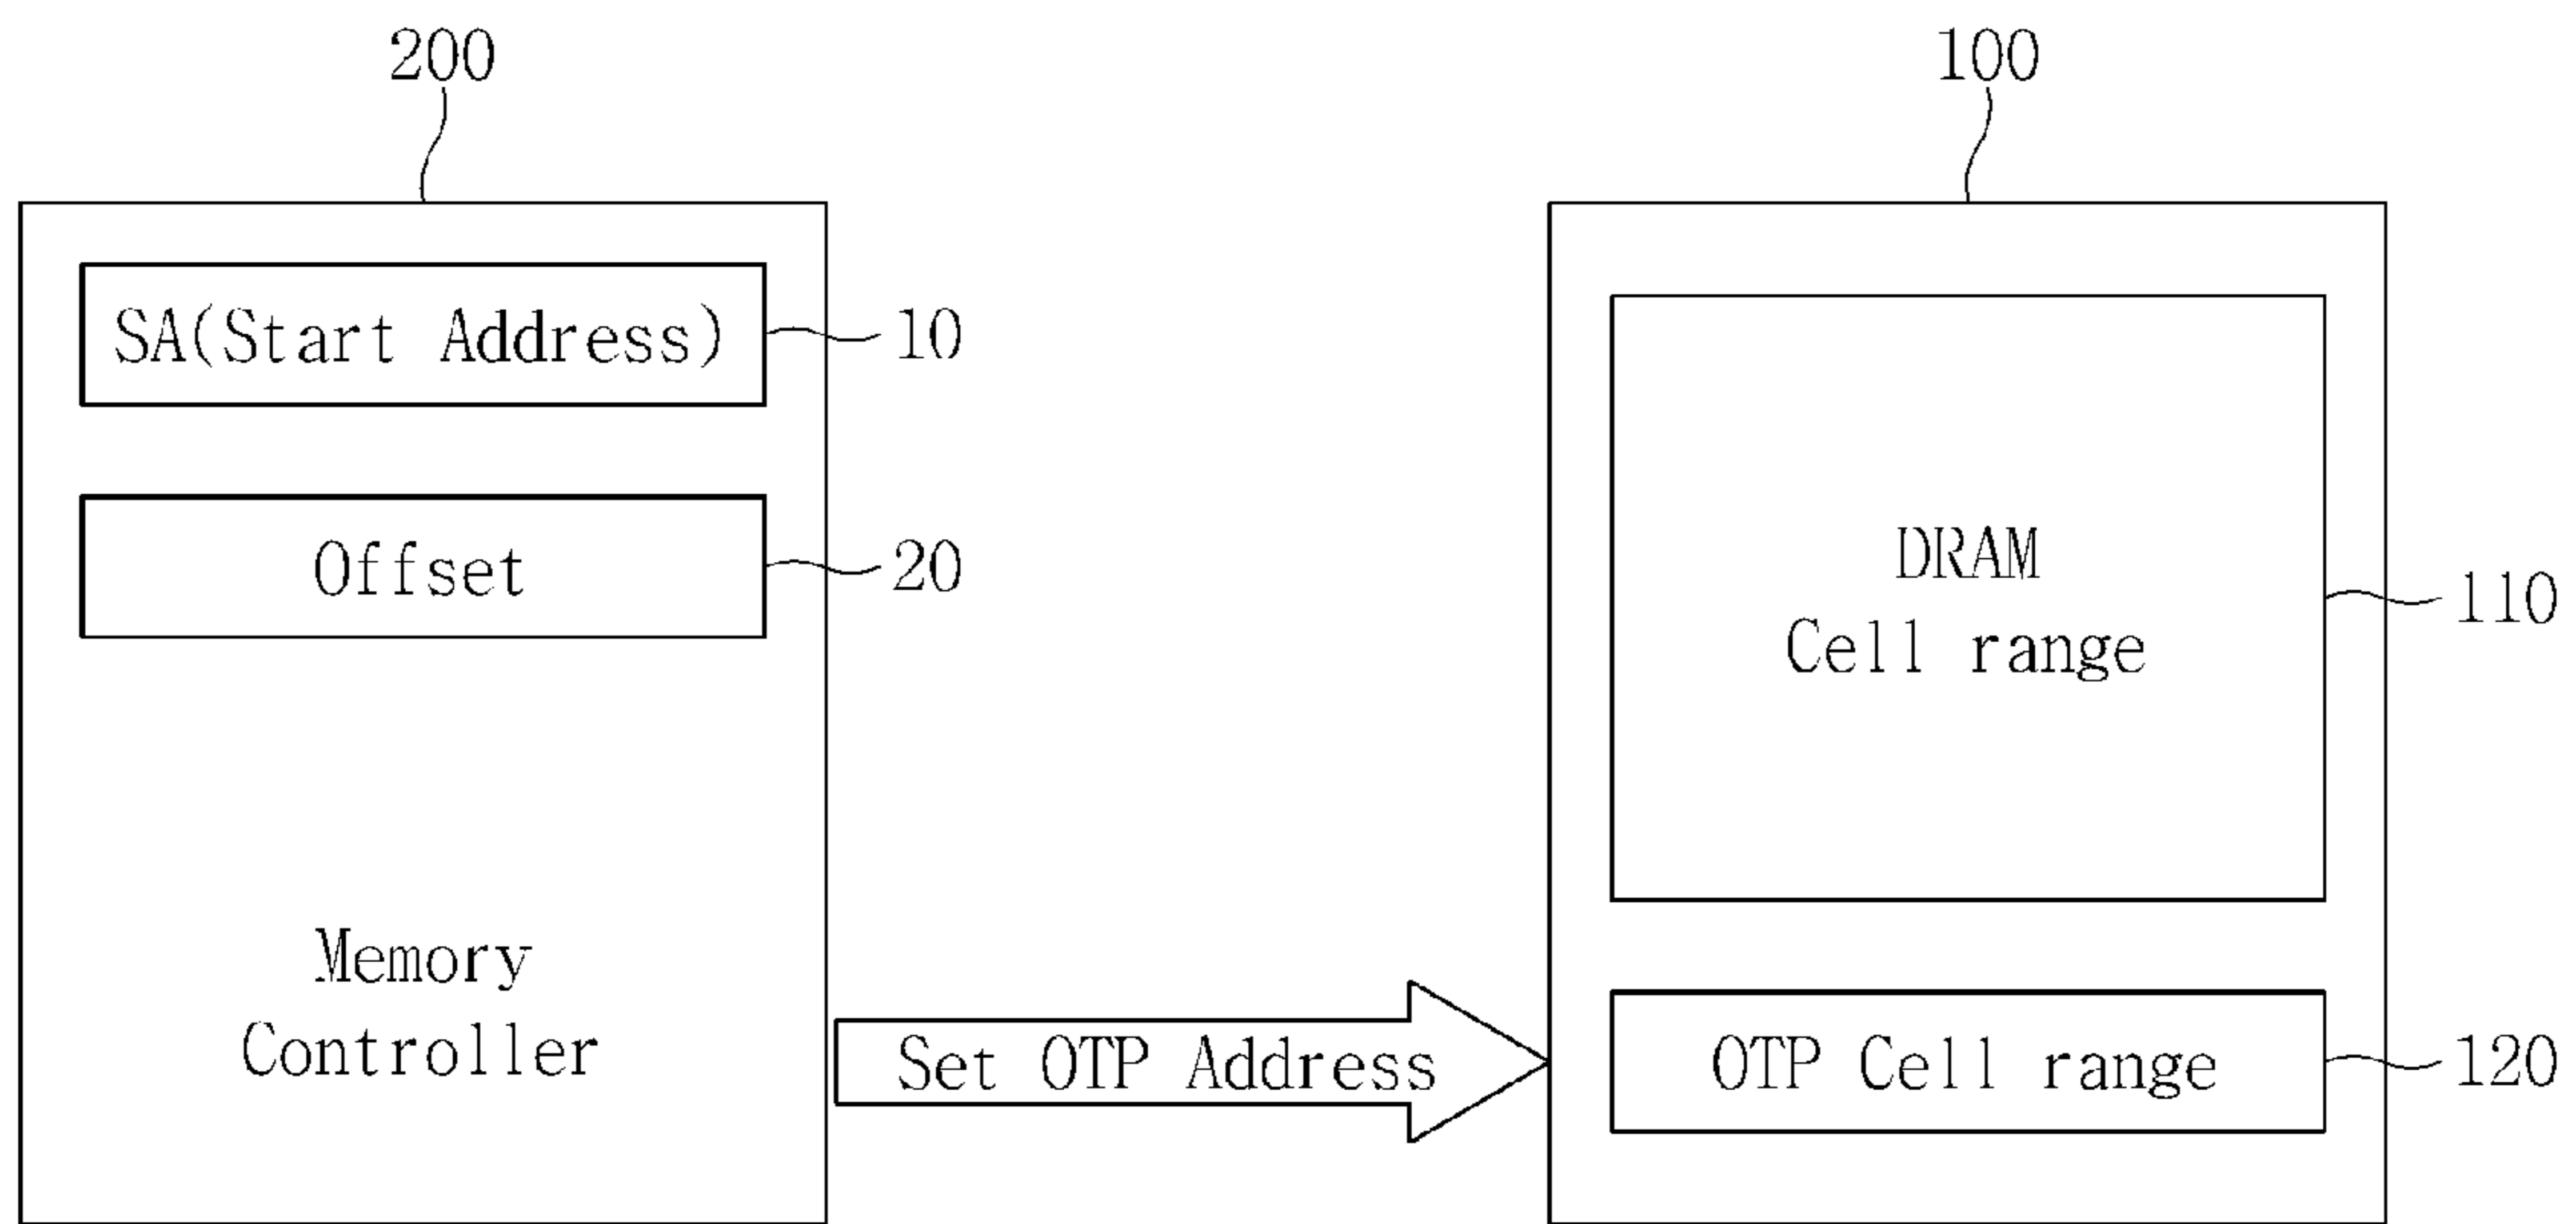 200
100
SA(Start Address)
10
Offset
20
DRAM
Cell range
110
Memory
Controller
Set OTP Address
OTP Cell range
120